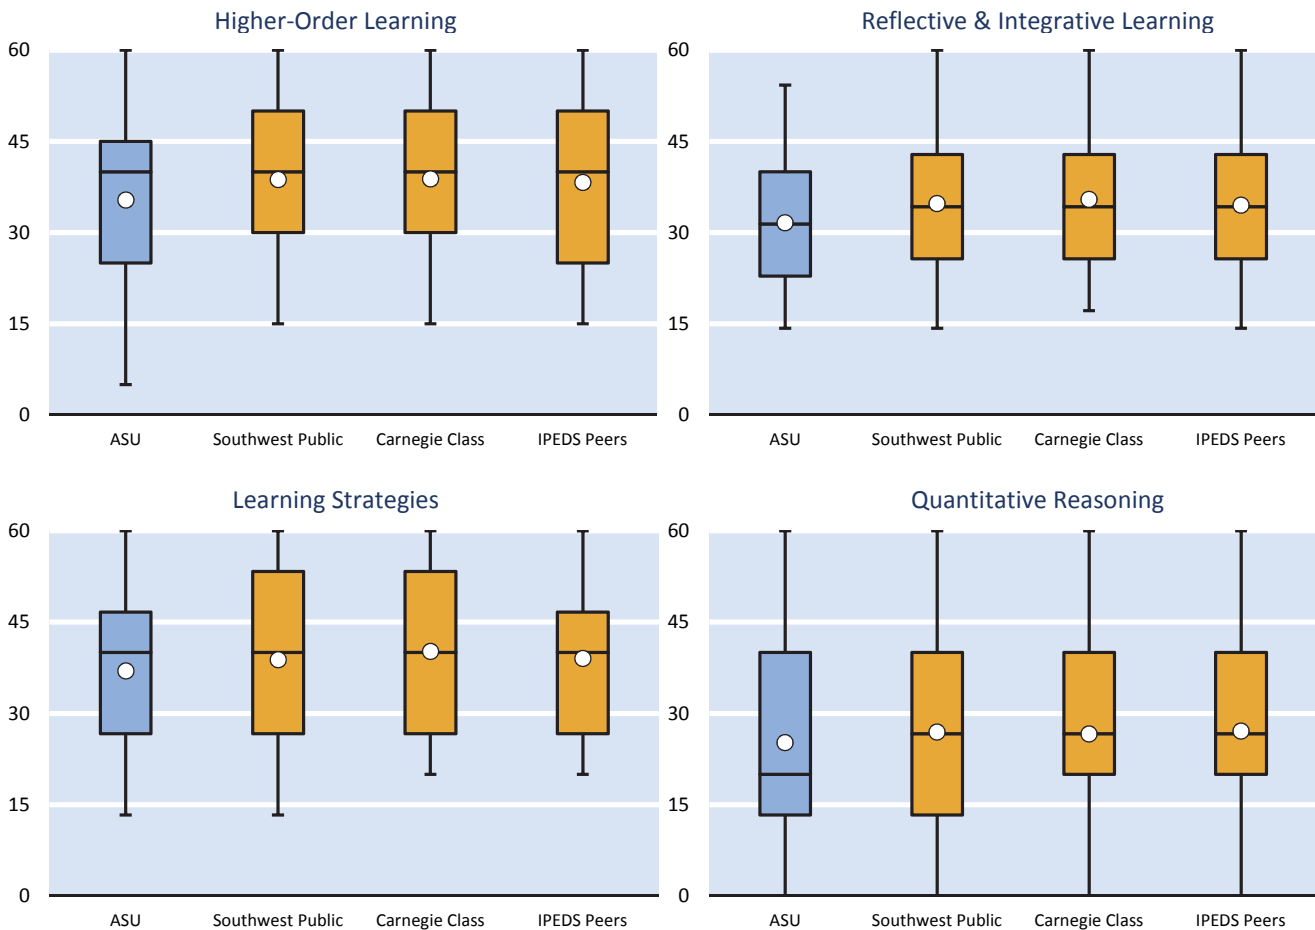 Higher-Order Learning
60
45
30
15
0
ASU Southwest Public Carnegie Class IPEDS Peers
Reflective & Integrative Learning
60
45
30
15
0
ASU Southwest Public Carnegie Class IPEDS Peers
Learning Strategies
60
45
30
15
0
ASU Southwest Public Carnegie Class IPEDS Peers
Quantitative Reasoning
60
45
30
15
0
ASU Southwest Public Carnegie Class IPEDS Peers